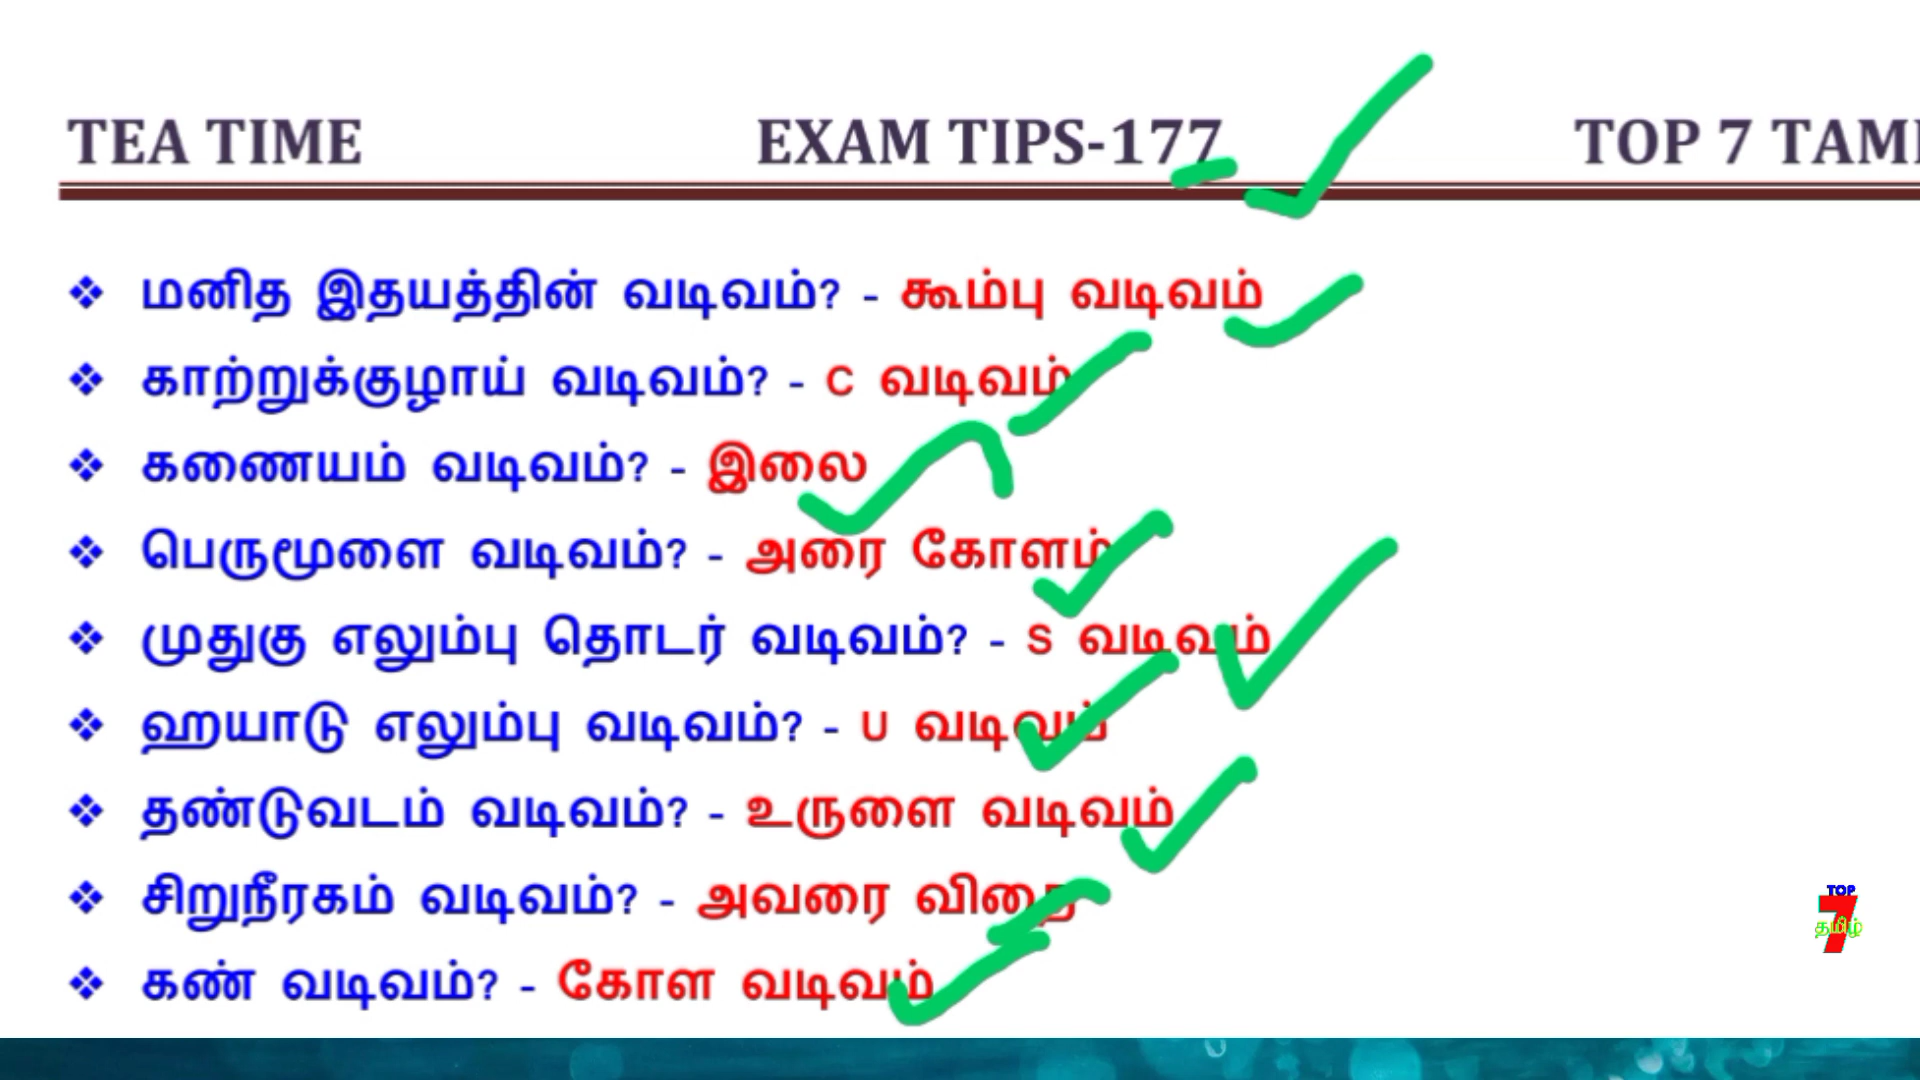 TEA TIME EXAM TIPS-177 TOP 7 TAMI
❖ மனித இதயத்தின் வடிவம்? - கூம்பு வடிவம்
❖ காற்றுக்குழாய் வடிவம்? - C வடிவம்
❖ கணையம் வடிவம்? - இலை
❖ பெருமூளை வடிவம்? - அரை கோளம்
❖ முதுகு எலும்பு தொடர் வடிவம்? - S வடிவம்
❖ ஹயாடு எலும்பு வடிவம்? - U வடிவம்
❖ தண்டுவடம் வடிவம்? - உருளை வடிவம்
❖ சிறுநீரகம் வடிவம்? - அவரை விதை
❖ கண் வடிவம்? - கோள வடிவம்
TOP
7
தமிழ்